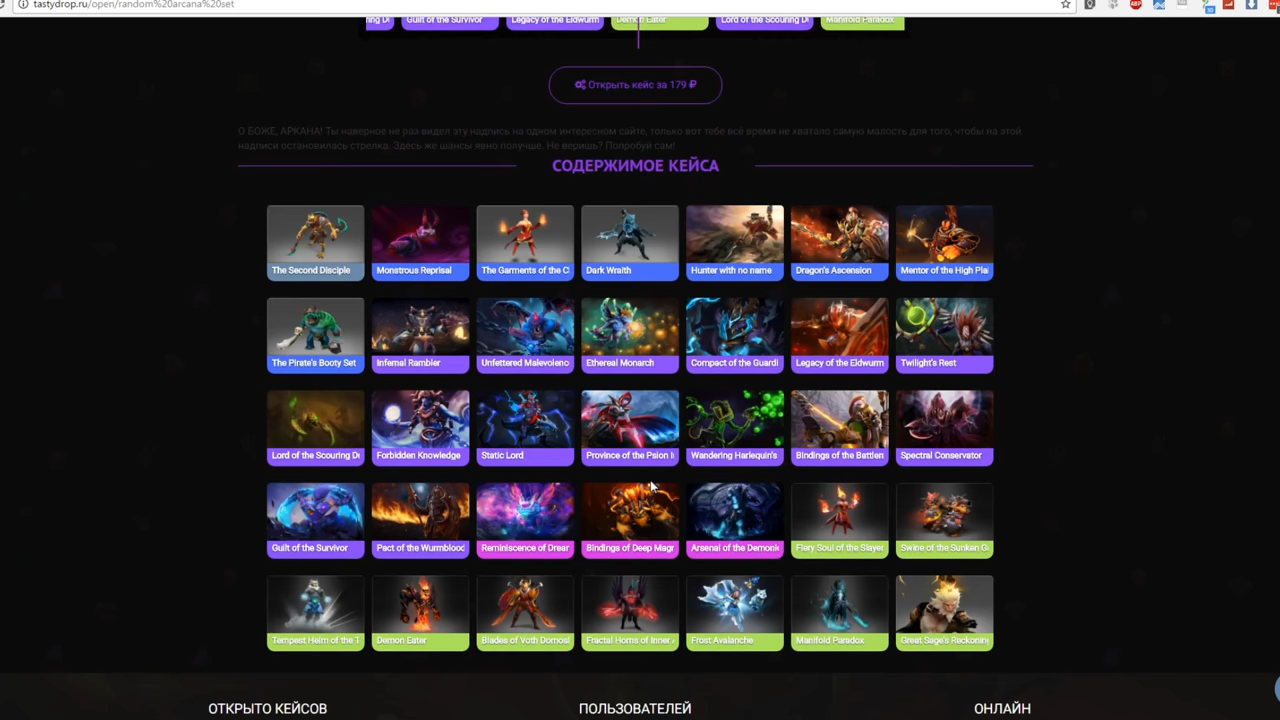 tastydrop.ru/open/random%20arcana%20set
ring Di Guilt of the Survivor Legacy of the Eldwurm Demon Eater Lord of the Scouring Di Manifold Paradox
Открыть кейс за 179 ₽
О БОЖЕ, АРКАНА! Ты наверное не раз видел эту надпись на одном интересном сайте, только вот тебе всё время не хватало самую малость для того, чтобы на этой
надписи остановилась стрелка. Здесь же шансы явно получше. Не веришь? Попробуй сам!
СОДЕРЖИМОЕ КЕЙСА
The Second Disciple Monstrous Reprisal The Garments of the C Dark Wraith Hunter with no name Dragon's Ascension Mentor of the High Plai
The Pirate's Booty Set Infernal Rambler Unfettered Malevolenc Ethereal Monarch Compact of the Guardi Legacy of the Eldwurm Twilight's Rest
Lord of the Scouring Du Forbidden Knowledge Static Lord Province of the Psion I Wandering Harlequin's Bindings of the Battlen Spectral Conservator
Guilt of the Survivor Pact of the Wurmblood Reminiscence of Drear Bindings of Deep Magr Arsenal of the Demonic Fiery Soul of the Slayer Swine of the Sunken G
Tempest Helm of the T Demon Eater Blades of Voth Domosl Fractal Horns of Inner A Frost Avalanche Manifold Paradox Great Sage's Reckoning
ОТКРЫТО КЕЙСОВ ПОЛЬЗОВАТЕЛЕЙ ОНЛАЙН